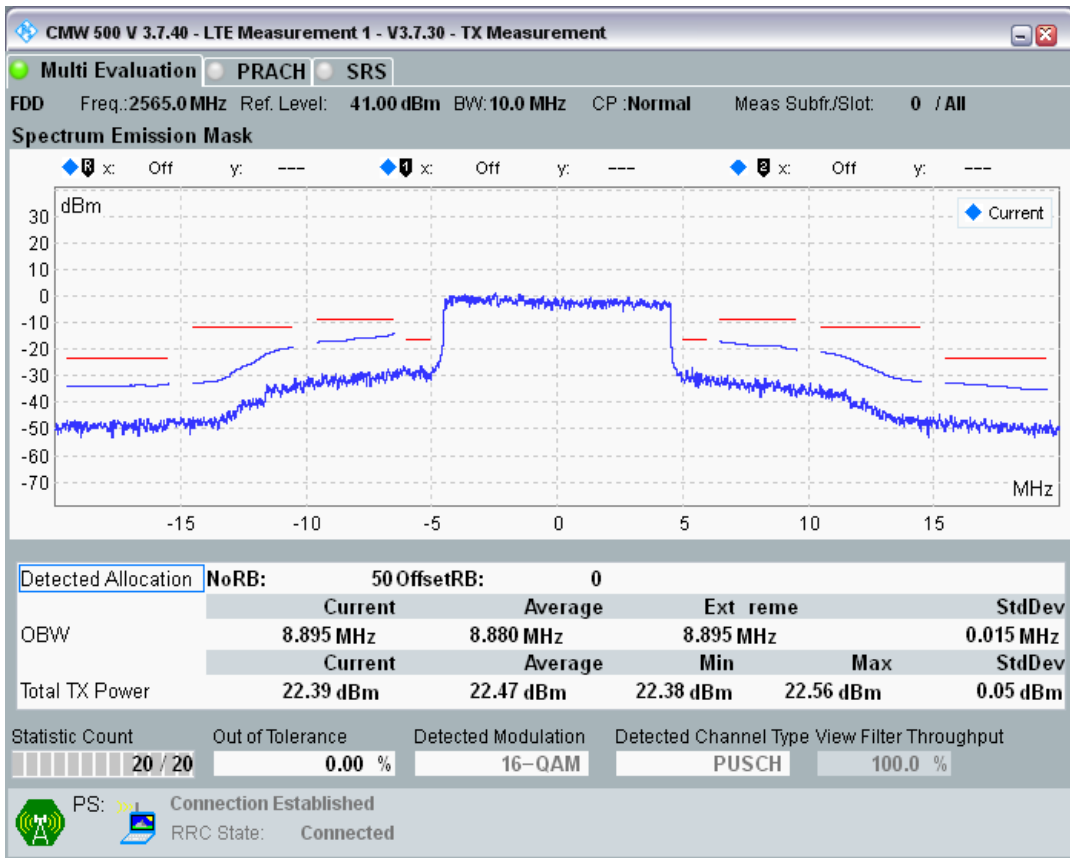 CMW 500 V 3.7.40 - LTE Measurement 1 - V3.7.30 - TX Measurement
Multi Evaluation PRACH SRS
FDD Freq.:2565.0 MHz Ref. Level: 41.00 dBm BW:10.0 MHz CP :Normal Meas Subfr./Slot: 0 / All
Spectrum Emission Mask
R x: Off y: --- 1 x: Off y: --- 2 x: Off y: ---
dBm
Current
30
20
10
0
-10
-20
-30
-40
-50
-60
-70
MHz
-15 -10 -5 0 5 10 15
Detected Allocation NoRB: 50 OffsetRB: 0
Current Average Ext reme StdDev
OBW 8.895 MHz 8.880 MHz 8.895 MHz 0.015 MHz
Current Average Min Max StdDev
Total TX Power 22.39 dBm 22.47 dBm 22.38 dBm 22.56 dBm 0.05 dBm
Statistic Count Out of Tolerance Detected Modulation Detected Channel Type View Filter Throughput
20 / 20 0.00 % 16-QAM PUSCH 100.0 %
PS: Connection Established
RRC State: Connected